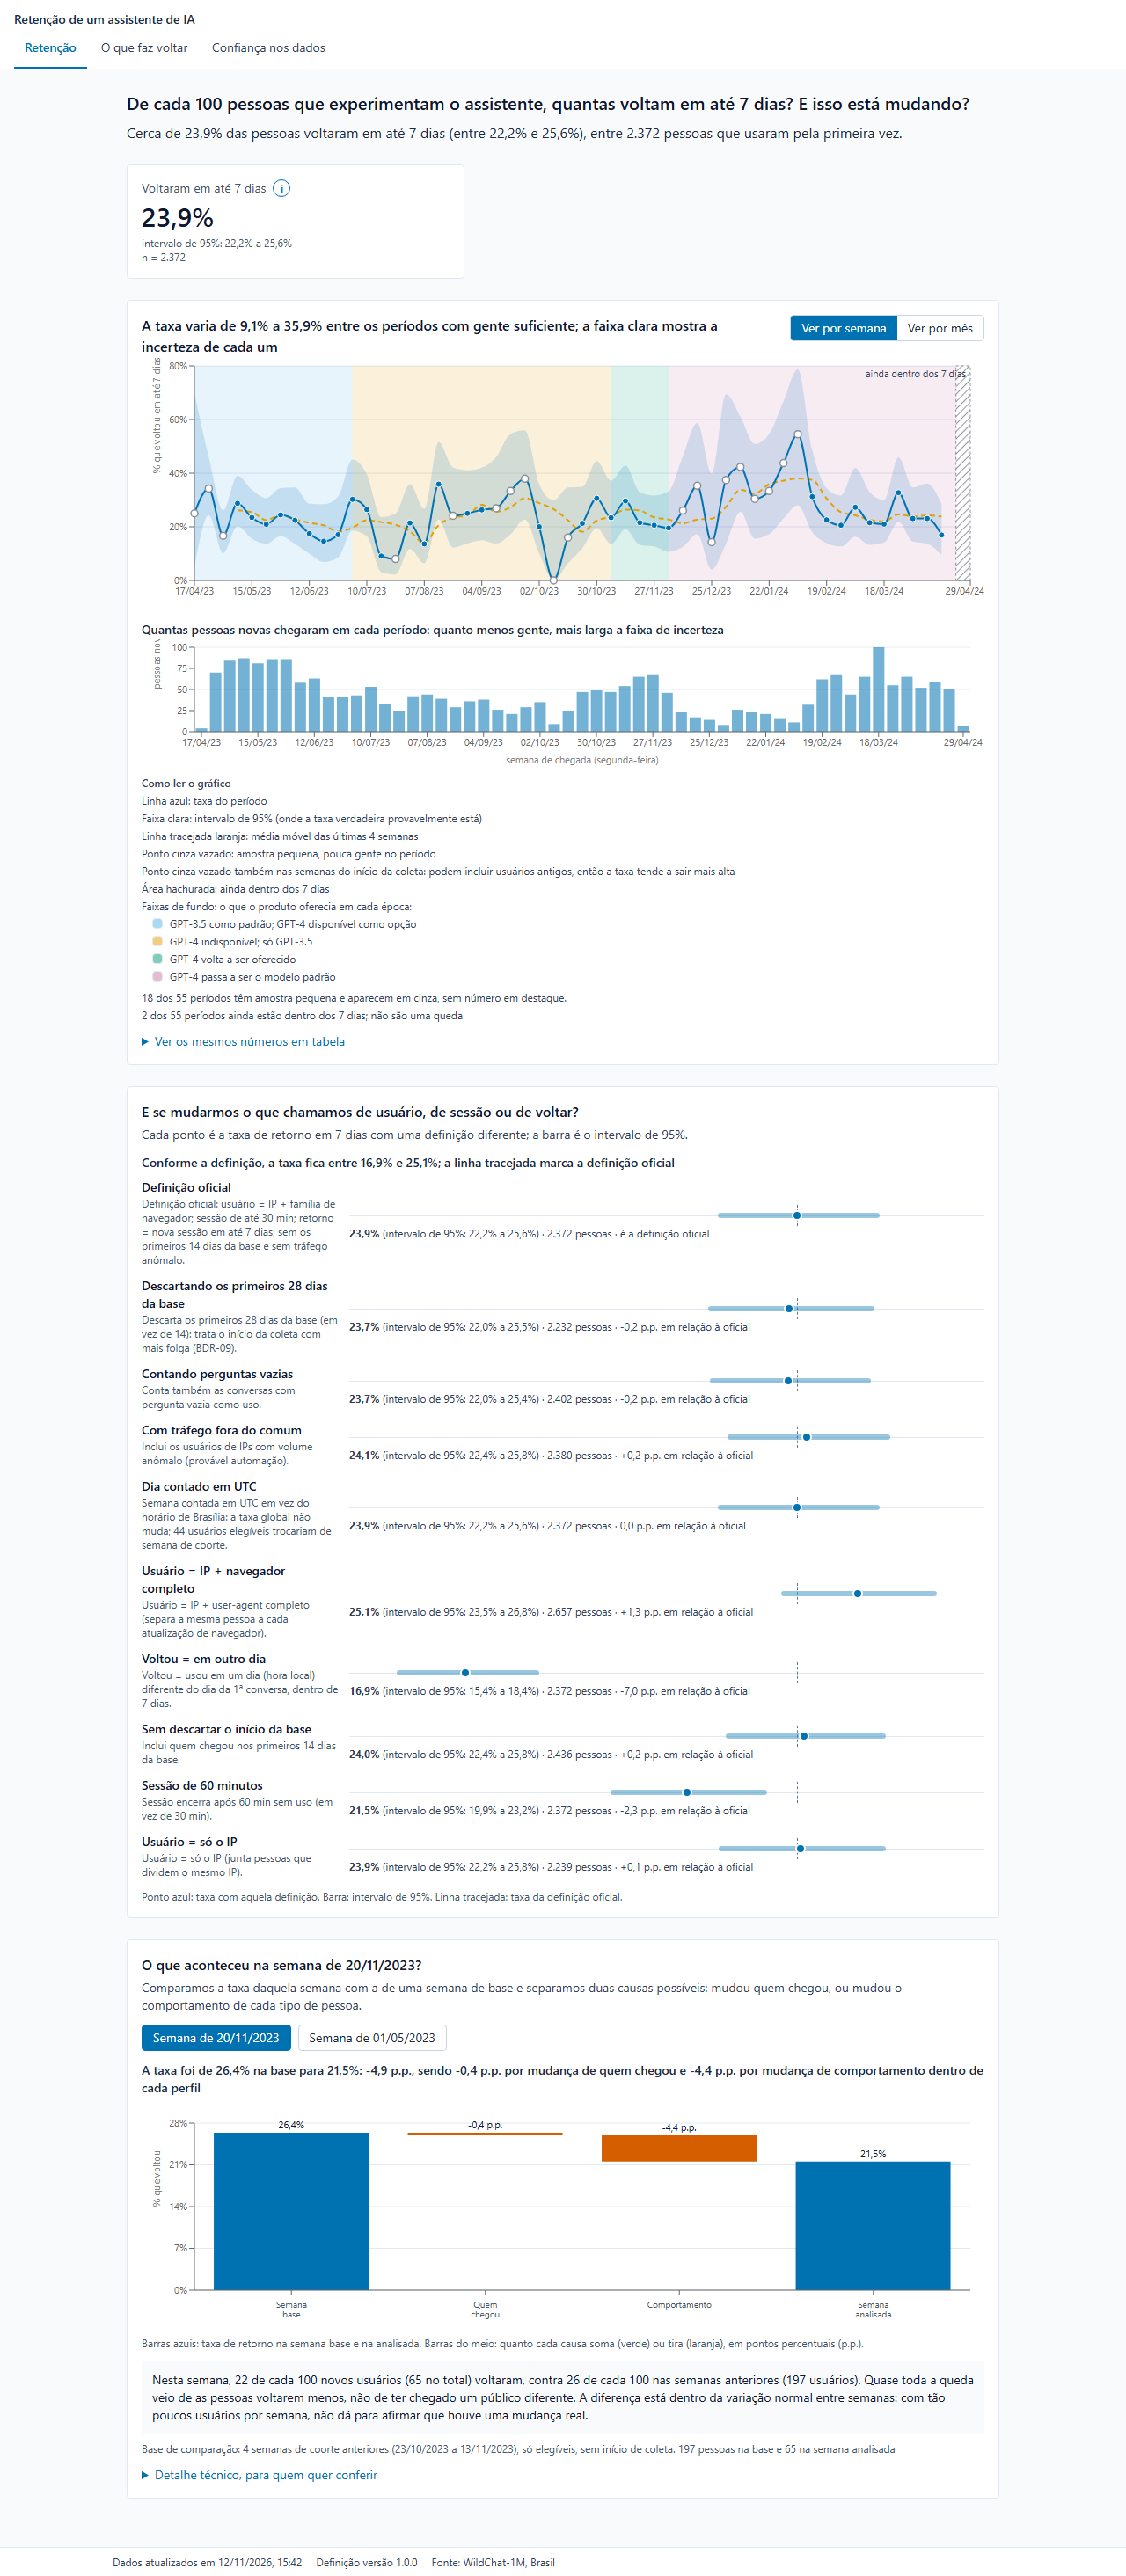 Retenção de um assistente de IA
Retenção
O que faz voltar
Confiança nos dados
De cada 100 pessoas que experimentam o assistente, quantas voltam em até 7 dias? E isso está mudando?
Cerca de 23,9% das pessoas voltaram em até 7 dias (entre 22,2% e 25,6%), entre 2.372 pessoas que usaram pela primeira vez.
Voltaram em até 7 dias
i
23,9%
intervalo de 95%: 22,2% a 25,6%
n = 2.372
A taxa varia de 9,1% a 35,9% entre os períodos com gente suficiente; a faixa clara mostra a
incerteza de cada um
Ver por semana
Ver por mês
% que voltou em até 7 dias
80%
60%
40%
20%
0%
ainda dentro dos 7 dias
17/04/23
15/05/23
12/06/23
10/07/23
07/08/23
04/09/23
02/10/23
30/10/23
27/11/23
25/12/23
22/01/24
19/02/24
18/03/24
29/04/24
Quantas pessoas novas chegaram em cada período: quanto menos gente, mais larga a faixa de incerteza
pessoas nov
100
75
50
25
0
17/04/23
15/05/23
12/06/23
10/07/23
07/08/23
04/09/23
02/10/23
30/10/23
27/11/23
25/12/23
22/01/24
19/02/24
18/03/24
29/04/24
semana de chegada (segunda-feira)
Como ler o gráfico
Linha azul: taxa do período
Faixa clara: intervalo de 95% (onde a taxa verdadeira provavelmente está)
Linha tracejada laranja: média móvel das últimas 4 semanas
Ponto cinza vazado: amostra pequena, pouca gente no período
Ponto cinza vazado também nas semanas do início da coleta: podem incluir usuários antigos, então a taxa tende a sair mais alta
Área hachurada: ainda dentro dos 7 dias
Faixas de fundo: o que o produto oferecia em cada época:
GPT-3.5 como padrão; GPT-4 disponível como opção
GPT-4 indisponível; só GPT-3.5
GPT-4 volta a ser oferecido
GPT-4 passa a ser o modelo padrão
18 dos 55 períodos têm amostra pequena e aparecem em cinza, sem número em destaque.
2 dos 55 períodos ainda estão dentro dos 7 dias; não são uma queda.
Ver os mesmos números em tabela
E se mudarmos o que chamamos de usuário, de sessão ou de voltar?
Cada ponto é a taxa de retorno em 7 dias com uma definição diferente; a barra é o intervalo de 95%.
Conforme a definição, a taxa fica entre 16,9% e 25,1%; a linha tracejada marca a definição oficial
Definição oficial
Definição oficial: usuário = IP + família de
navegador; sessão de até 30 min; retorno
= nova sessão em até 7 dias; sem os
primeiros 14 dias da base e sem tráfego
anômalo.
23,9% (intervalo de 95%: 22,2% a 25,6%) · 2.372 pessoas · é a definição oficial
Descartando os primeiros 28 dias
da base
Descarta os primeiros 28 dias da base (em
vez de 14): trata o início da coleta com
mais folga (BDR-09).
23,7% (intervalo de 95%: 22,0% a 25,5%) · 2.232 pessoas · -0,2 p.p. em relação à oficial
Contando perguntas vazias
Conta também as conversas com
pergunta vazia como uso.
23,7% (intervalo de 95%: 22,0% a 25,4%) · 2.402 pessoas · -0,2 p.p. em relação à oficial
Com tráfego fora do comum
Inclui os usuários de IPs com volume
anômalo (provável automação).
24,1% (intervalo de 95%: 22,4% a 25,8%) · 2.380 pessoas · +0,2 p.p. em relação à oficial
Dia contado em UTC
Semana contada em UTC em vez do
horário de Brasília: a taxa global não
muda; 44 usuários elegíveis trocariam de
semana de coorte.
23,9% (intervalo de 95%: 22,2% a 25,6%) · 2.372 pessoas · 0,0 p.p. em relação à oficial
Usuário = IP + navegador
completo
Usuário = IP + user-agent completo
(separa a mesma pessoa a cada
atualização de navegador).
25,1% (intervalo de 95%: 23,5% a 26,8%) · 2.657 pessoas · +1,3 p.p. em relação à oficial
Voltou = em outro dia
Voltou = usou em um dia (hora local)
diferente do dia da 1ª conversa, dentro de
7 dias.
16,9% (intervalo de 95%: 15,4% a 18,4%) · 2.372 pessoas · -7,0 p.p. em relação à oficial
Sem descartar o início da base
Inclui quem chegou nos primeiros 14 dias
da base.
24,0% (intervalo de 95%: 22,4% a 25,8%) · 2.436 pessoas · +0,2 p.p. em relação à oficial
Sessão de 60 minutos
Sessão encerra após 60 min sem uso (em
vez de 30 min).
21,5% (intervalo de 95%: 19,9% a 23,2%) · 2.372 pessoas · -2,3 p.p. em relação à oficial
Usuário = só o IP
Usuário = só o IP (junta pessoas que
dividem o mesmo IP).
23,9% (intervalo de 95%: 22,2% a 25,8%) · 2.239 pessoas · +0,1 p.p. em relação à oficial
Ponto azul: taxa com aquela definição. Barra: intervalo de 95%. Linha tracejada: taxa da definição oficial.
O que aconteceu na semana de 20/11/2023?
Comparamos a taxa daquela semana com a de uma semana de base e separamos duas causas possíveis: mudou quem chegou, ou mudou o
comportamento de cada tipo de pessoa.
Semana de 20/11/2023
Semana de 01/05/2023
A taxa foi de 26,4% na base para 21,5%: -4,9 p.p., sendo -0,4 p.p. por mudança de quem chegou e -4,4 p.p. por mudança de comportamento dentro de
cada perfil
% que voltou
28%
21%
14%
7%
0%
26,4%
-0,4 p.p.
-4,4 p.p.
21,5%
Semana
base
Quem
chegou
Comportamento
Semana
analisada
Barras azuis: taxa de retorno na semana base e na analisada. Barras do meio: quanto cada causa soma (verde) ou tira (laranja), em pontos percentuais (p.p.).
Nesta semana, 22 de cada 100 novos usuários (65 no total) voltaram, contra 26 de cada 100 nas semanas anteriores (197 usuários). Quase toda a queda
veio de as pessoas voltarem menos, não de ter chegado um público diferente. A diferença está dentro da variação normal entre semanas: com tão
poucos usuários por semana, não dá para afirmar que houve uma mudança real.
Base de comparação: 4 semanas de coorte anteriores (23/10/2023 a 13/11/2023), só elegíveis, sem início de coleta. 197 pessoas na base e 65 na semana analisada
Detalhe técnico, para quem quer conferir
Dados atualizados em 12/11/2026, 15:42
Definição versão 1.0.0
Fonte: WildChat-1M, Brasil